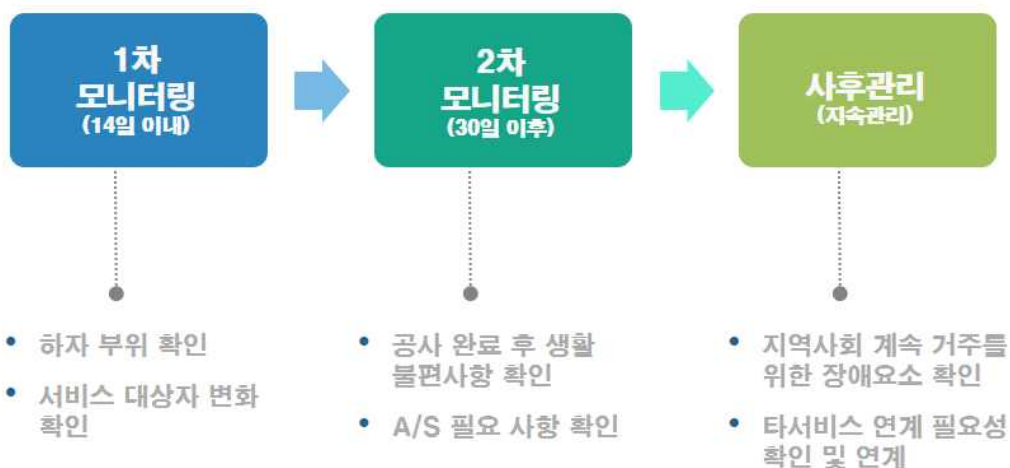 1차
모니터링
(14일 이내)
2차
모니터링
(30일 이후)
사후관리
(지속관리)
• 하자 부위 확인
• 서비스 대상자 변화
확인
• 공사 완료 후 생활
불편사항 확인
• A/S 필요 사항 확인
• 지역사회 계속 거주를
위한 장애요소 확인
• 타서비스 연계 필요성
확인 및 연계